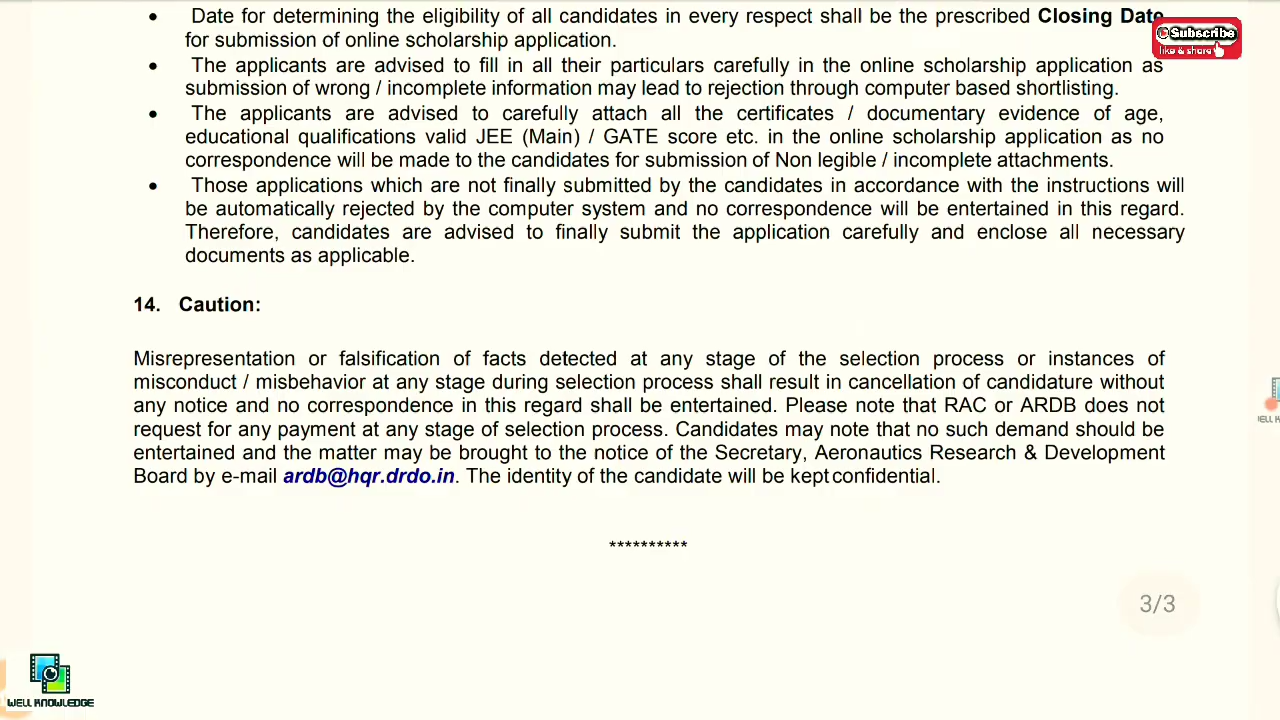 • Date for determining the eligibility of all candidates in every respect shall be the prescribed Closing Date
for submission of online scholarship application.
• The applicants are advised to fill in all their particulars carefully in the online scholarship application as
submission of wrong / incomplete information may lead to rejection through computer based shortlisting.
• The applicants are advised to carefully attach all the certificates / documentary evidence of age,
educational qualifications valid JEE (Main) / GATE score etc. in the online scholarship application as no
correspondence will be made to the candidates for submission of Non legible / incomplete attachments.
• Those applications which are not finally submitted by the candidates in accordance with the instructions will
be automatically rejected by the computer system and no correspondence will be entertained in this regard.
Therefore, candidates are advised to finally submit the application carefully and enclose all necessary
documents as applicable.
14. Caution:
Misrepresentation or falsification of facts detected at any stage of the selection process or instances of
misconduct / misbehavior at any stage during selection process shall result in cancellation of candidature without
any notice and no correspondence in this regard shall be entertained. Please note that RAC or ARDB does not
request for any payment at any stage of selection process. Candidates may note that no such demand should be
entertained and the matter may be brought to the notice of the Secretary, Aeronautics Research & Development
Board by e-mail ardb@hqr.drdo.in. The identity of the candidate will be kept confidential.
**********
3/3
Subscribe
like & share
WELL KNOWLEDGE